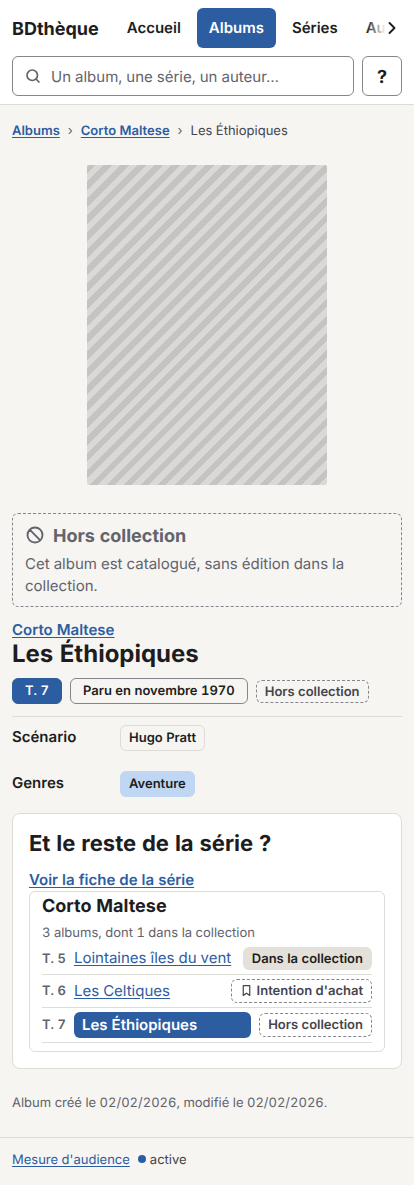 BDthèque Accueil Albums Séries
Un album, une série, un auteur… ?
Albums › Corto Maltese › Les Éthiopiques
Hors collection
Cet album est catalogué, sans édition dans la
collection.
Corto Maltese
Les Éthiopiques
T. 7 Paru en novembre 1970 Hors collection
Scénario Hugo Pratt
Genres Aventure
Et le reste de la série ?
Voir la fiche de la série
Corto Maltese
3 albums, dont 1 dans la collection
T. 5 Lointaines îles du vent Dans la collection
T. 6 Les Celtiques Intention d'achat
T. 7 Les Éthiopiques Hors collection
Album créé le 02/02/2026, modifié le 02/02/2026.
Mesure d'audience active